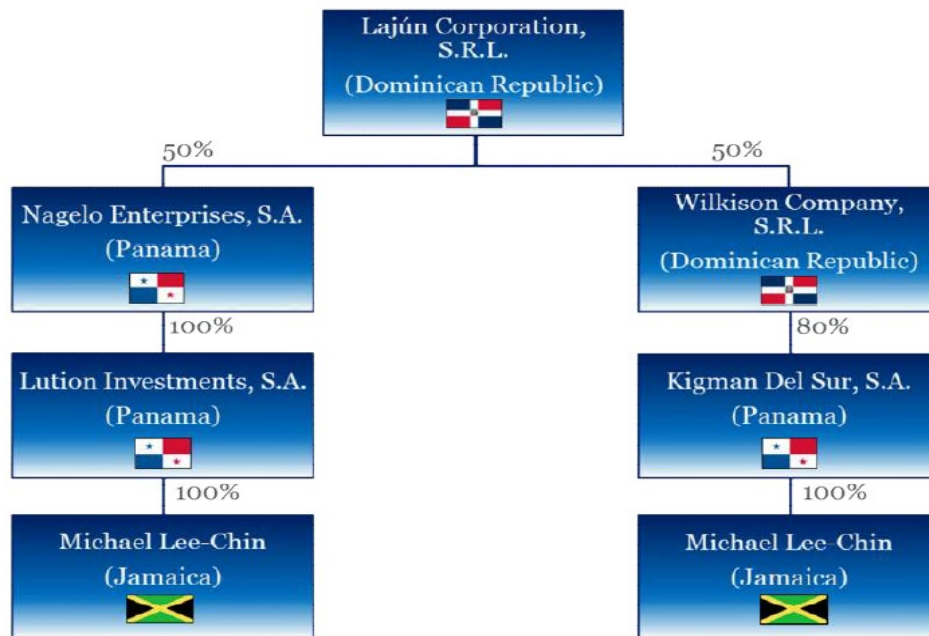 Lajún Corporation,
S.R.L.
(Dominican Republic)
50%
50%
Nagelo Enterprises, S.A.
(Panama)
Wilkison Company,
S.R.L.
(Dominican Republic)
100%
80%
Lution Investments, S.A.
(Panama)
Kigman Del Sur, S.A.
(Panama)
100%
100%
Michael Lee-Chin
(Jamaica)
Michael Lee-Chin
(Jamaica)